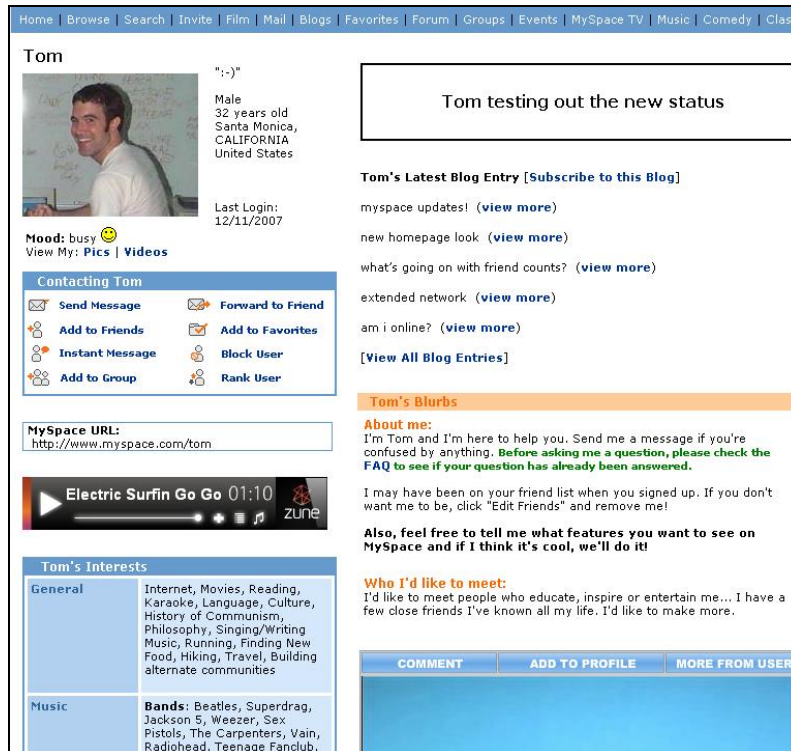 Home | Browse | Search | Invite | Film | Mail | Blogs | Favorites | Forum | Groups | Events | MySpace TV | Music | Comedy | Clas
Tom
":-)"
Male
32 years old
Santa Monica,
CALIFORNIA
United States
Last Login:
12/11/2007
Mood: busy
View My: Pics | Videos
Contacting Tom
Send Message
Forward to Friend
Add to Friends
Add to Favorites
Instant Message
Block User
Add to Group
Rank User
MySpace URL:
http://www.myspace.com/tom
Electric Surfin Go Go 01:10
zune
Tom's Interests
General
Internet, Movies, Reading,
Karaoke, Language, Culture,
History of Communism,
Philosophy, Singing/Writing
Music, Running, Finding New
Food, Hiking, Travel, Building
alternate communities
Music
Bands: Beatles, Superdrag,
Jackson 5, Weezer, Sex
Pistols, The Carpenters, Vain,
Radiohead, Teenage Fanclub,
Tom testing out the new status
Tom's Latest Blog Entry [Subscribe to this Blog]
myspace updates! (view more)
new homepage look (view more)
what's going on with friend counts? (view more)
extended network (view more)
am i online? (view more)
[View All Blog Entries]
Tom's Blurbs
About me:
I'm Tom and I'm here to help you. Send me a message if you're
confused by anything. Before asking me a question, please check the
FAQ to see if your question has already been answered.
I may have been on your friend list when you signed up. If you don't
want me to be, click "Edit Friends" and remove me!
Also, feel free to tell me what features you want to see on
MySpace and if I think it's cool, we'll do it!
Who I'd like to meet:
I'd like to meet people who educate, inspire or entertain me... I have a
few close friends I've known all my life. I'd like to make more.
COMMENT
ADD TO PROFILE
MORE FROM USER